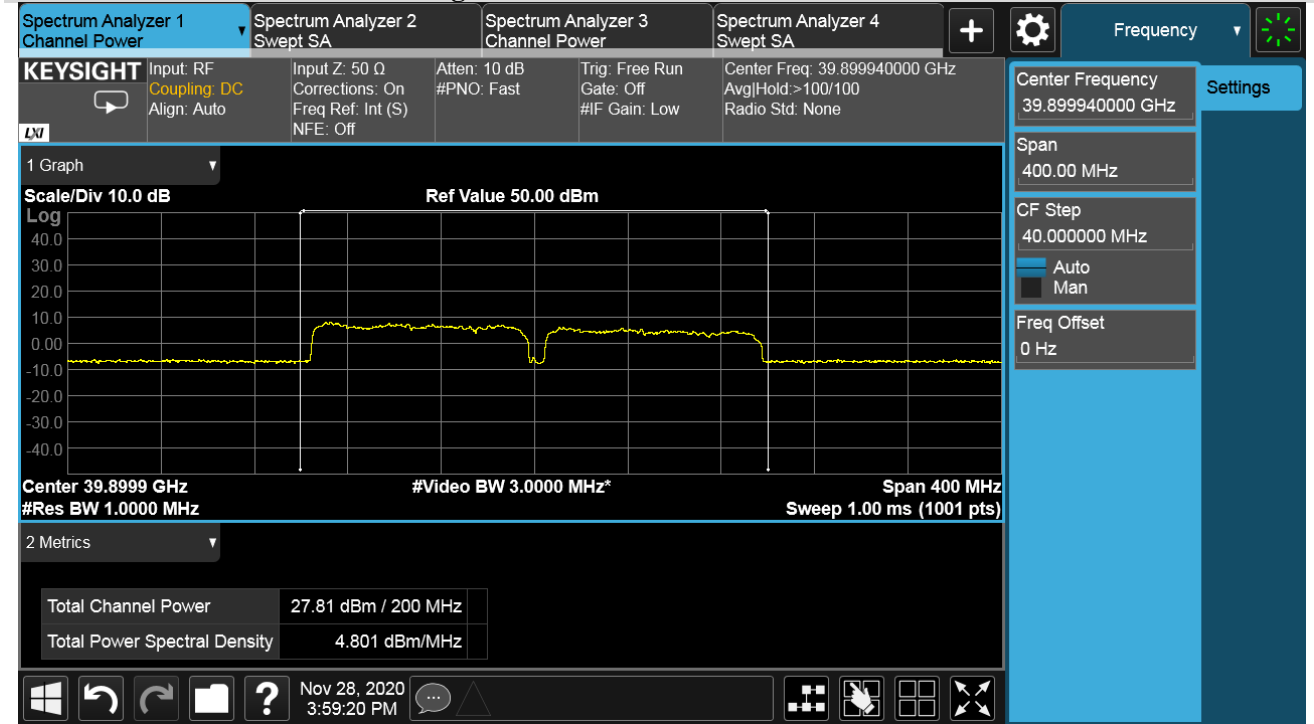 Spectrum Analyzer 1
Channel Power
Spectrum Analyzer 2
Swept SA
Spectrum Analyzer 3
Channel Power
Spectrum Analyzer 4
Swept SA
+
Frequency
KEYSIGHT
LXI
Input: RF
Coupling: DC
Align: Auto
Input Z: 50 Ω
Corrections: On
Freq Ref: Int (S)
NFE: Off
Atten: 10 dB
#PNO: Fast
Trig: Free Run
Gate: Off
#IF Gain: Low
Center Freq: 39.899940000 GHz
Avg|Hold:>100/100
Radio Std: None
Center Frequency
39.899940000 GHz
Settings
Span
400.00 MHz
CF Step
40.000000 MHz
Auto
Man
Freq Offset
0 Hz
1 Graph
Scale/Div 10.0 dB
Ref Value 50.00 dBm
Log
40.0
30.0
20.0
10.0
0.00
-10.0
-20.0
-30.0
-40.0
Center 39.8999 GHz
#Video BW 3.0000 MHz*
Span 400 MHz
#Res BW 1.0000 MHz
Sweep 1.00 ms (1001 pts)
2 Metrics
Total Channel Power 27.81 dBm / 200 MHz
Total Power Spectral Density 4.801 dBm/MHz
?
Nov 28, 2020
3:59:20 PM